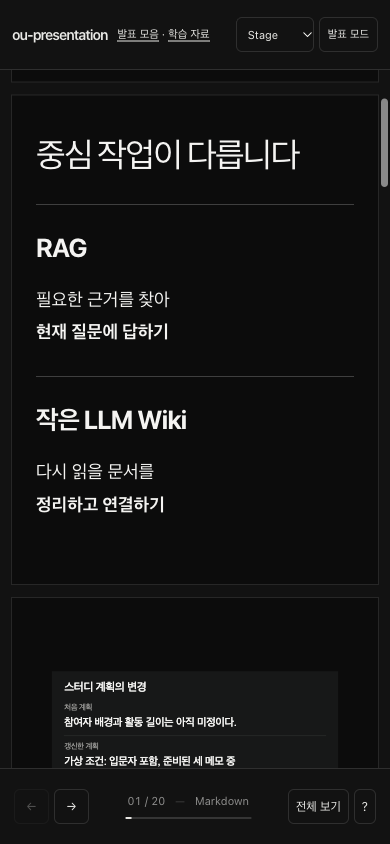 ou-presentation 발표 모음 · 학습 자료 Stage 발표 모드
중심 작업이 다릅니다
RAG
필요한 근거를 찾아
현재 질문에 답하기
작은 LLM Wiki
다시 읽을 문서를
정리하고 연결하기
스터디 계획의 변경
처음 계획
참여자 배경과 활동 길이는 아직 미정이다.
갱신한 계획
가상 조건: 입문자 포함, 준비된 세 메모 중
← → 01 / 20 — Markdown 전체 보기 ?